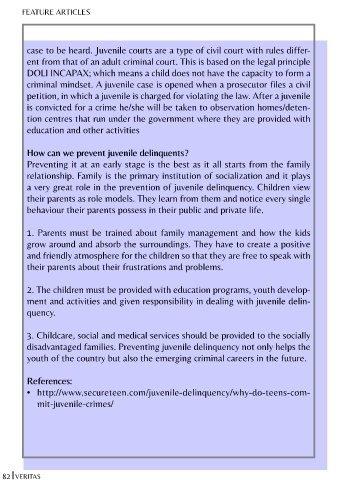 FEATURE ARTICLES
case to be heard. Juvenile courts are a type of civil court with rules differ-
ent from that of an adult criminal court. This is based on the legal principle
DOLI INCAPAX; which means a child does not have the capacity to form a
criminal mindset. A juvenile case is opened when a prosecutor files a civil
petition, in which a juvenile is charged for violating the law. After a juvenile
is convicted for a crime he/she will be taken to observation homes/deten-
tion centres that run under the government where they are provided with
education and other activities
How can we prevent juvenile delinquents?
Preventing it at an early stage is the best as it all starts from the family
relationship. Family is the primary institution of socialization and it plays
a very great role in the prevention of juvenile delinquency. Children view
their parents as role models. They learn from them and notice every single
behaviour their parents possess in their public and private life.
1. Parents must be trained about family management and how the kids
grow around and absorb the surroundings. They have to create a positive
and friendly atmosphere for the children so that they are free to speak with
their parents about their frustrations and problems.
2. The children must be provided with education programs, youth develop-
ment and activities and given responsibility in dealing with juvenile delin-
quency.
3. Childcare, social and medical services should be provided to the socially
disadvantaged families. Preventing juvenile delinquency not only helps the
youth of the country but also the emerging criminal careers in the future.
References:
• http://www.secureteen.com/juvenile-delinquency/why-do-teens-com-
mit-juvenile-crimes/
82 VERITAS